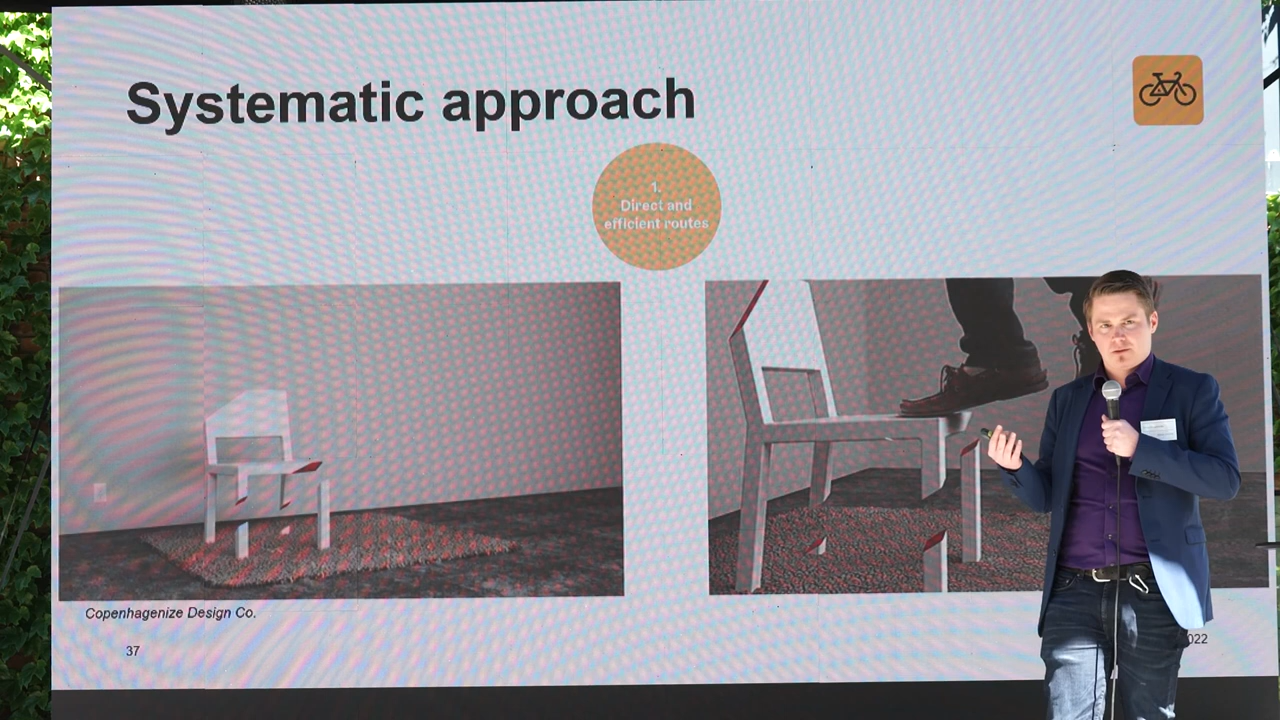 Systematic approach
1.
Direct and
efficient routes
Copenhagenize Design Co.
37
022